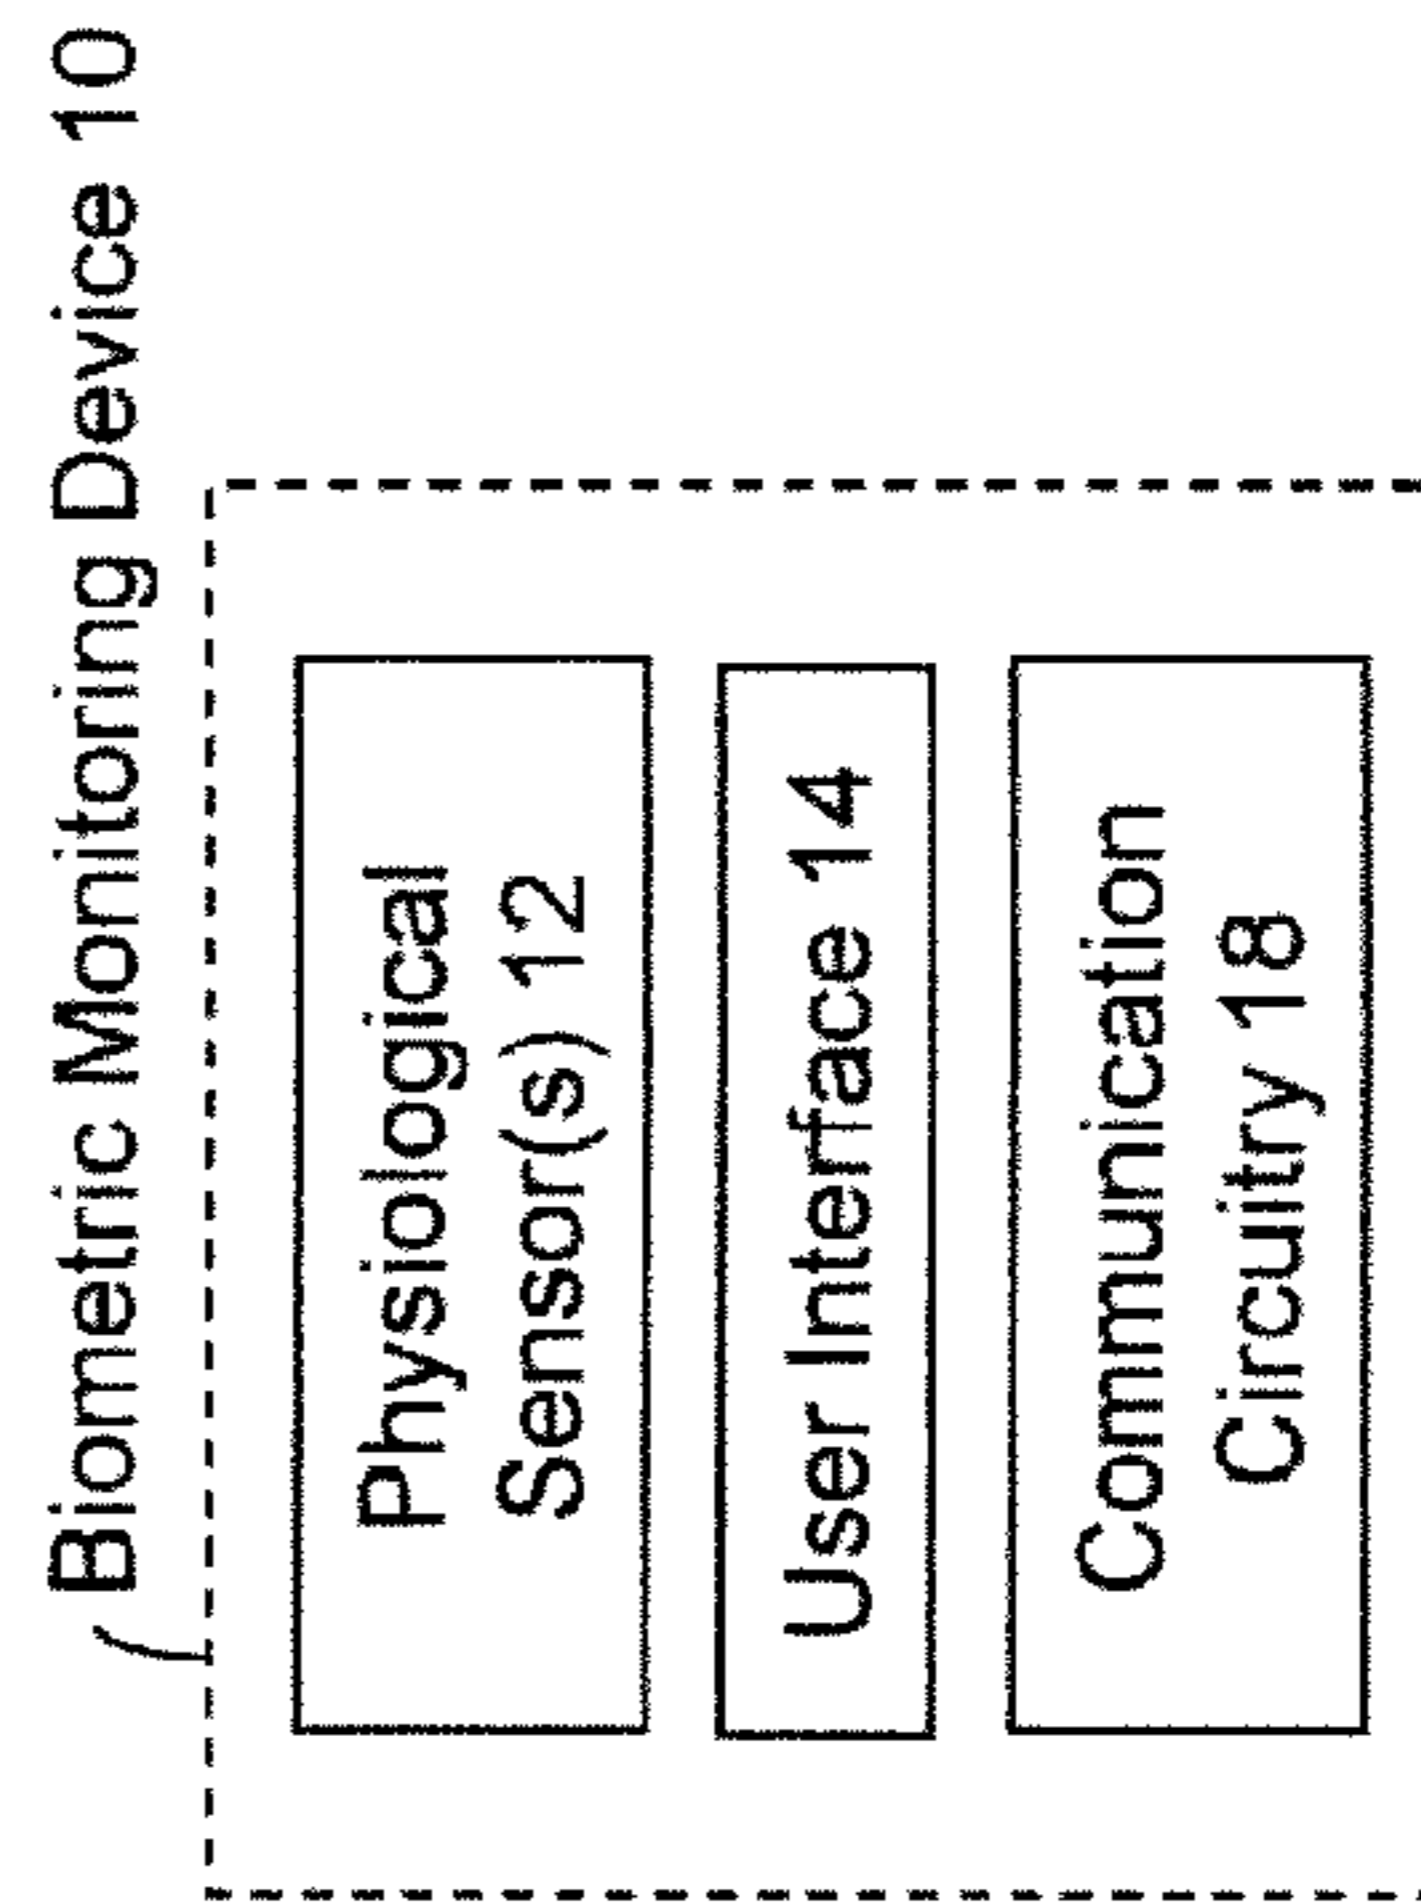 Biometric Monitoring Device 10
Physiological
Sensor(s) 12
User Interface 14
Communication
Circuitry 18